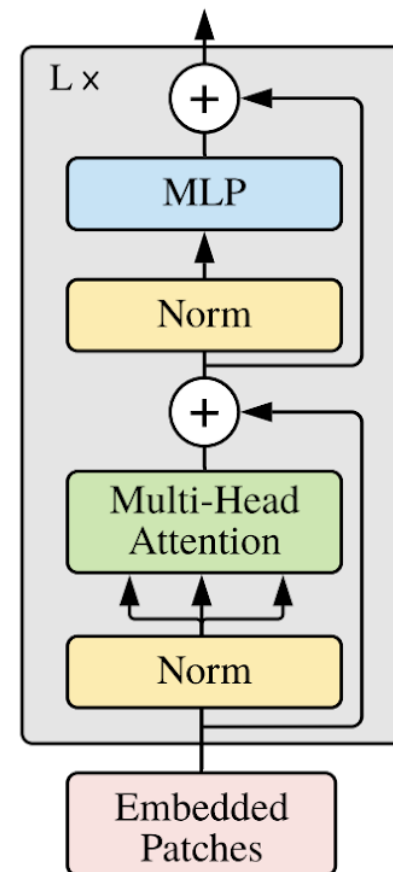 L ×
+
MLP
Norm
+
Multi-Head
Attention
Norm
Embedded
Patches